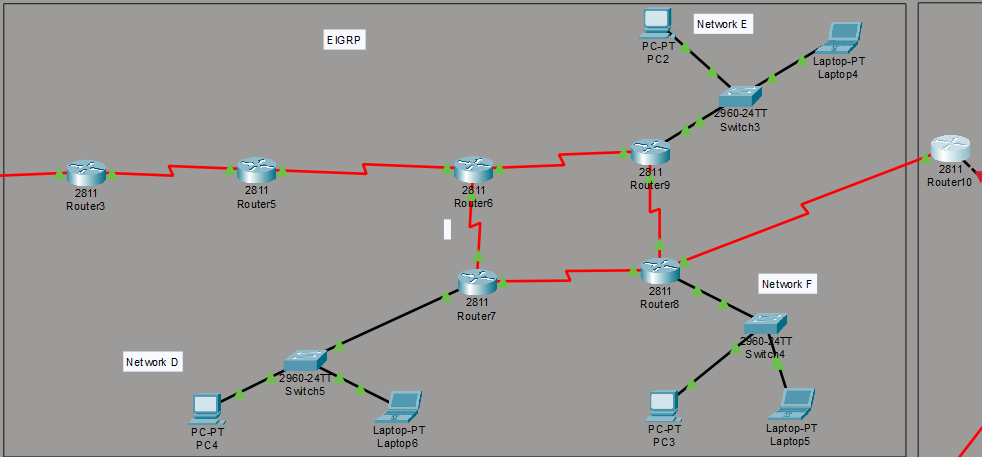 EIGRP
Network E
PC-PT
PC2
Laptop-PT
Laptop4
2960-24TT
Switch3
2811
Router3
2811
Router5
2811
Router6
2811
Router9
2811
Router10
2811
Router7
2811
Router8
Network F
2960-24TT
Switch4
Network D
2960-24TT
Switch5
PC-PT
PC4
Laptop-PT
Laptop6
PC-PT
PC3
Laptop-PT
Laptop5